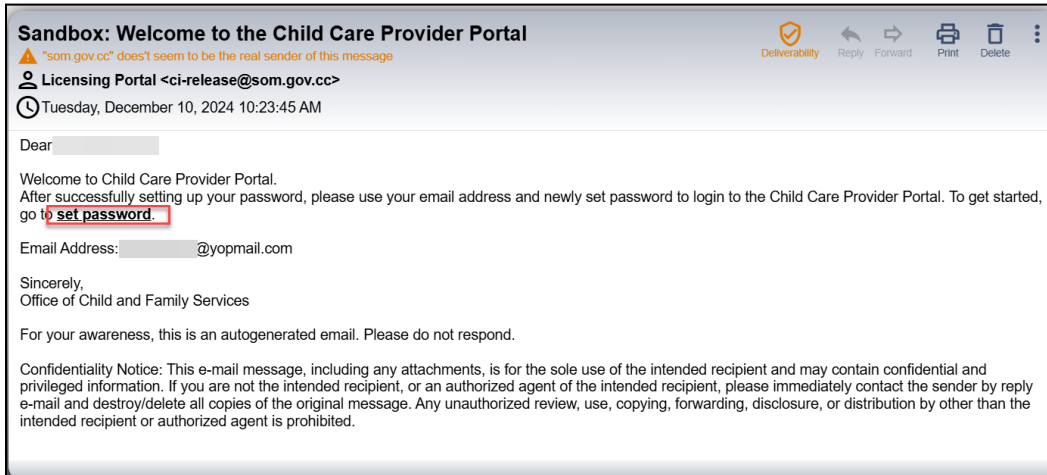 Sandbox: Welcome to the Child Care Provider Portal
"som.gov.cc" does't seem to be the real sender of this message
Deliverability Reply Forward Print Delete
Licensing Portal <ci-release@som.gov.cc>
Tuesday, December 10, 2024 10:23:45 AM
Dear
Welcome to Child Care Provider Portal.
After successfully setting up your password, please use your email address and newly set password to login to the Child Care Provider Portal. To get started,
go to set password.
Email Address: @yopmail.com
Sincerely,
Office of Child and Family Services
For your awareness, this is an autogenerated email. Please do not respond.
Confidentiality Notice: This e-mail message, including any attachments, is for the sole use of the intended recipient and may contain confidential and
privileged information. If you are not the intended recipient, or an authorized agent of the intended recipient, please immediately contact the sender by reply
e-mail and destroy/delete all copies of the original message. Any unauthorized review, use, copying, forwarding, disclosure, or distribution by other than the
intended recipient or authorized agent is prohibited.